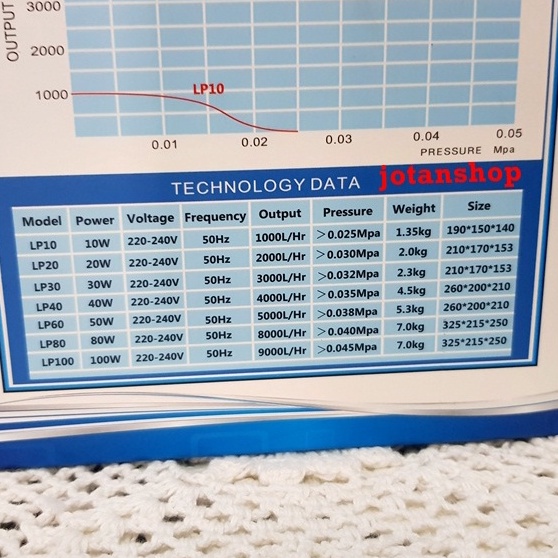 OUTPUT
3000
2000
1000
LP10
0.01 0.02 0.03 0.04 0.05
PRESSURE Mpa
TECHNOLOGY DATA
jotanshop
Model Power Voltage Frequency Output Pressure Weight Size
LP10 10W 220-240V 50Hz 1000L/Hr >0.025Mpa 1.35kg 190*150*140
LP20 20W 220-240V 50Hz 2000L/Hr >0.030Mpa 2.0kg 210*170*153
LP30 30W 220-240V 50Hz 3000L/Hr >0.032Mpa 2.3kg 210*170*153
LP40 40W 220-240V 50Hz 4000L/Hr >0.035Mpa 4.5kg 260*200*210
LP60 50W 220-240V 50Hz 5000L/Hr >0.038Mpa 5.3kg 260*200*210
LP80 80W 220-240V 50Hz 8000L/Hr >0.040Mpa 7.0kg 325*215*250
LP100 100W 220-240V 50Hz 9000L/Hr >0.045Mpa 7.0kg 325*215*250